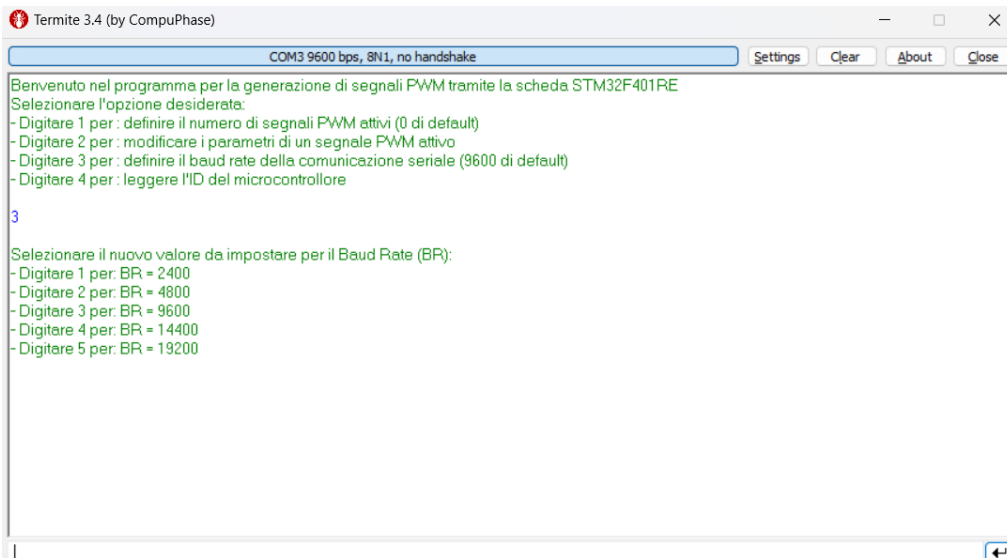 Termite 3.4 (by CompuPhase)
COM3 9600 bps, 8N1, no handshake
Settings
Clear
About
Close
Benvenuto nel programma per la generazione di segnali PWM tramite la scheda STM32F401RE
Selezionare l'opzione desiderata:
- Digitare 1 per : definire il numero di segnali PWM attivi (0 di default)
- Digitare 2 per : modificare i parametri di un segnale PWM attivo
- Digitare 3 per : definire il baud rate della comunicazione seriale (9600 di default)
- Digitare 4 per : leggere l'ID del microcontrollore
3
Selezionare il nuovo valore da impostare per il Baud Rate (BR):
- Digitare 1 per: BR = 2400
- Digitare 2 per: BR = 4800
- Digitare 3 per: BR = 9600
- Digitare 4 per: BR = 14400
- Digitare 5 per: BR = 19200